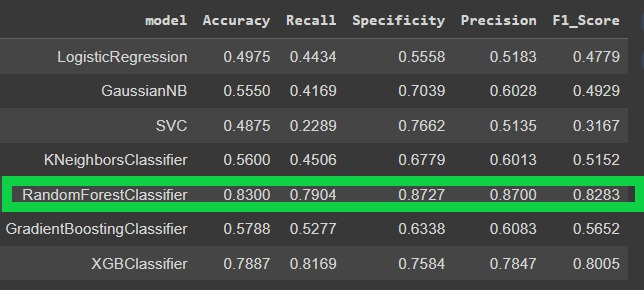 model Accuracy Recall Specificity Precision F1_Score
LogisticRegression 0.4975 0.4434 0.5558 0.5183 0.4779
GaussianNB 0.5550 0.4169 0.7039 0.6028 0.4929
SVC 0.4875 0.2289 0.7662 0.5135 0.3167
KNeighborsClassifier 0.5600 0.4506 0.6779 0.6013 0.5152
RandomForestClassifier 0.8300 0.7904 0.8727 0.8700 0.8283
GradientBoostingClassifier 0.5788 0.5277 0.6338 0.6083 0.5652
XGBClassifier 0.7887 0.8169 0.7584 0.7847 0.8005